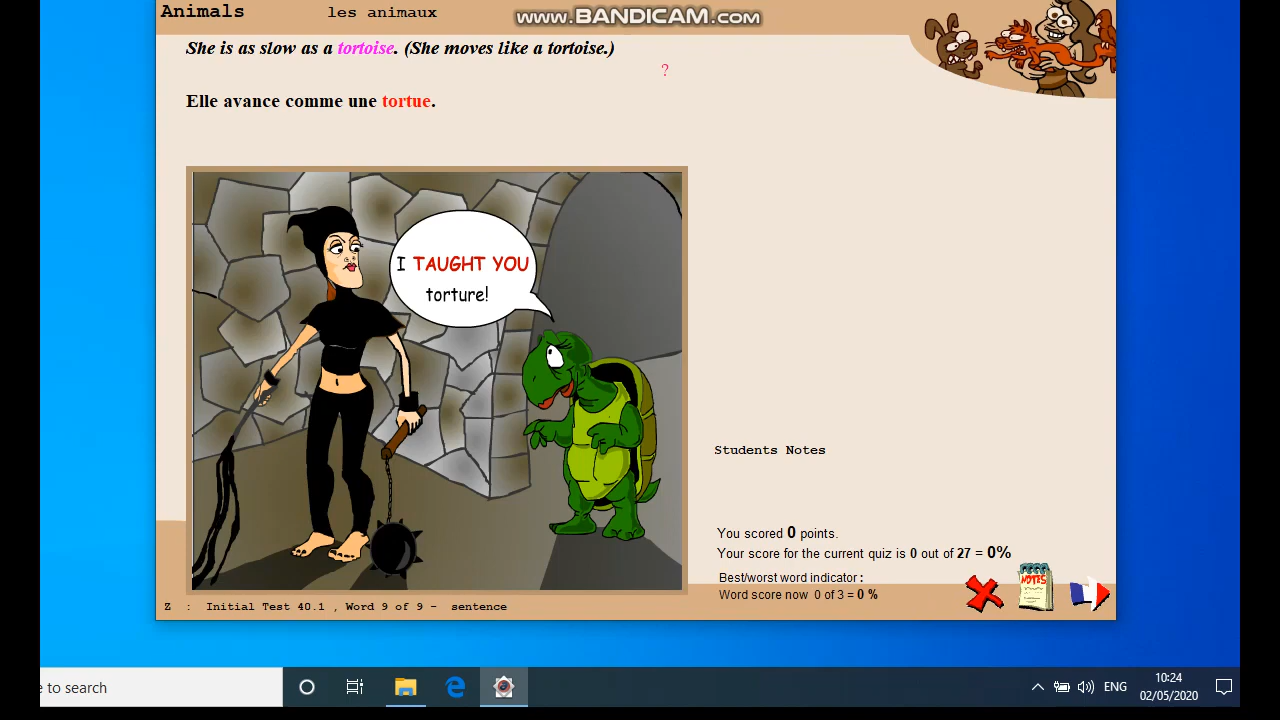 Animals les animaux
www.BANDICAM.com
She is as slow as a tortoise. (She moves like a tortoise.)
?
Elle avance comme une tortue.
I TAUGHT YOU
torture!
Students Notes
You scored 0 points.
Your score for the current quiz is 0 out of 27 = 0%
Best/worst word indicator :
Word score now 0 of 3 = 0 %
NOTES
Z : Initial Test 40.1 , Word 9 of 9 - sentence
e to search
ENG
10:24
02/05/2020